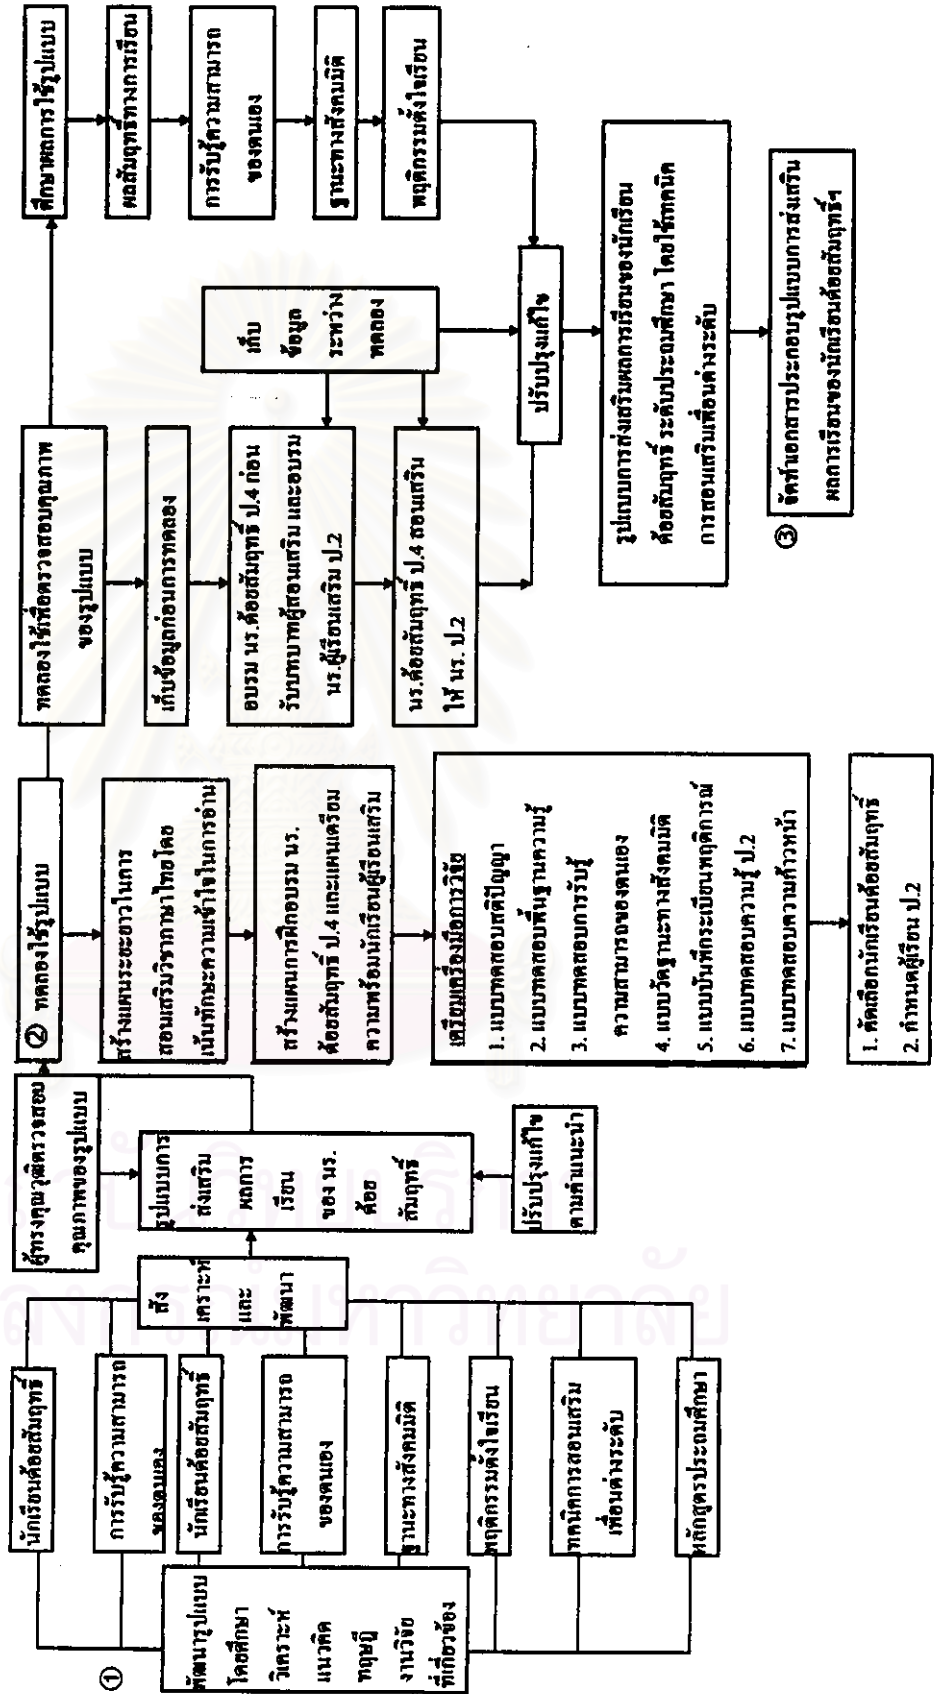 ①
พัฒนารูปแบบ
โดยศึกษา
วิเคราะห์
แนวคิด
ทฤษฎี
งานวิจัย
ที่เกี่ยวข้อง
นักเรียนด้อยสัมฤทธิ์
การรับรู้ความสามารถ
ของตนเอง
นักเรียนด้อยสัมฤทธิ์
การรับรู้ความสามารถ
ของตนเอง
ฐานะทางสังคมมิติ
พฤติกรรมตั้งใจเรียน
เทคนิคการสอนเสริม
เพื่อนต่างระดับ
หลักสูตรประถมศึกษา
สัง
เคราะห์
และ
พัฒนา
ผู้ทรงคุณวุฒิตรวจสอบ
คุณภาพของรูปแบบ
รูปแบบการ
ส่งเสริม
ผลการ
เรียน
ของ นร.
ด้อย
สัมฤทธิ์
ปรับปรุงแก้ไข
ตามคำแนะนำ
② ทดลองใช้รูปแบบ
สร้างแผนระยะยาวในการ
สอนเสริมวิชาภาษาไทยโดย
เน้นทักษะความเข้าใจในการอ่าน
สร้างแผนการฝึกอบรม นร.
ด้อยสัมฤทธิ์ ป.4 และแผนเตรียม
ความพร้อมนักเรียนผู้เรียนเสริม
เตรียมเครื่องมือการวิจัย
1. แบบทดสอบสติปัญญา
2. แบบทดสอบพื้นฐานความรู้
3. แบบทดสอบการรับรู้
ความสามารถของตนเอง
4. แบบวัดฐานะทางสังคมมิติ
5. แบบบันทึกระเบียนพฤติการณ์
6. แบบทดสอบความรู้ ป.2
7. แบบทดสอบความก้าวหน้า
1. คัดเลือกนักเรียนด้อยสัมฤทธิ์
2. กำหนดผู้เรียน ป.2
ทดลองใช้เพื่อตรวจสอบคุณภาพ
ของรูปแบบ
เก็บข้อมูลก่อนการทดลอง
อบรม นร.ด้อยสัมฤทธิ์ ป.4 ก่อน
รับบทบาทผู้สอนเสริม และอบรม
นร.ผู้เรียนเสริม ป.2
นร.ด้อยสัมฤทธิ์ ป.4 สอนเสริม
ให้ นร. ป.2
เก็บ
ข้อมูล
ระหว่าง
ทดลอง
ศึกษาผลการใช้รูปแบบ
ผลสัมฤทธิ์ทางการเรียน
การรับรู้ความสามารถ
ของตนเอง
ฐานะทางสังคมมิติ
พฤติกรรมตั้งใจเรียน
ปรับปรุงแก้ไข
รูปแบบการส่งเสริมผลการเรียนของนักเรียน
ด้อยสัมฤทธิ์ ระดับประถมศึกษา โดยใช้เทคนิค
การสอนเสริมเพื่อนต่างระดับ
③ จัดทำเอกสารประกอบรูปแบบการส่งเสริม
ผลการเรียนของนักเรียนด้อยสัมฤทธิ์ฯ